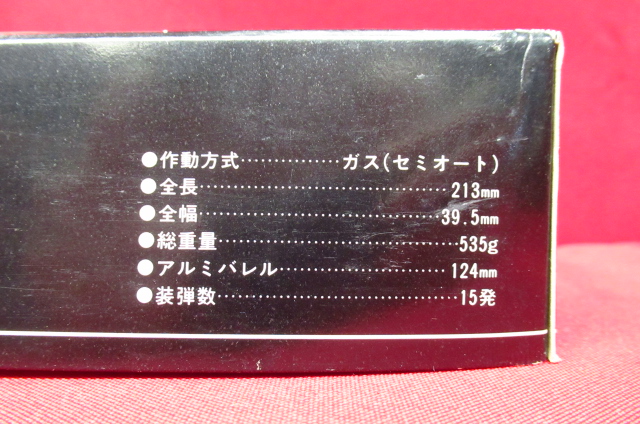 ●作動方式……………ガス(セミオート)
●全長……………………………………213mm
●全幅……………………………………39.5mm
●総重量…………………………………535g
●アルミバレル…………………………124mm
●装弾数…………………………………15発